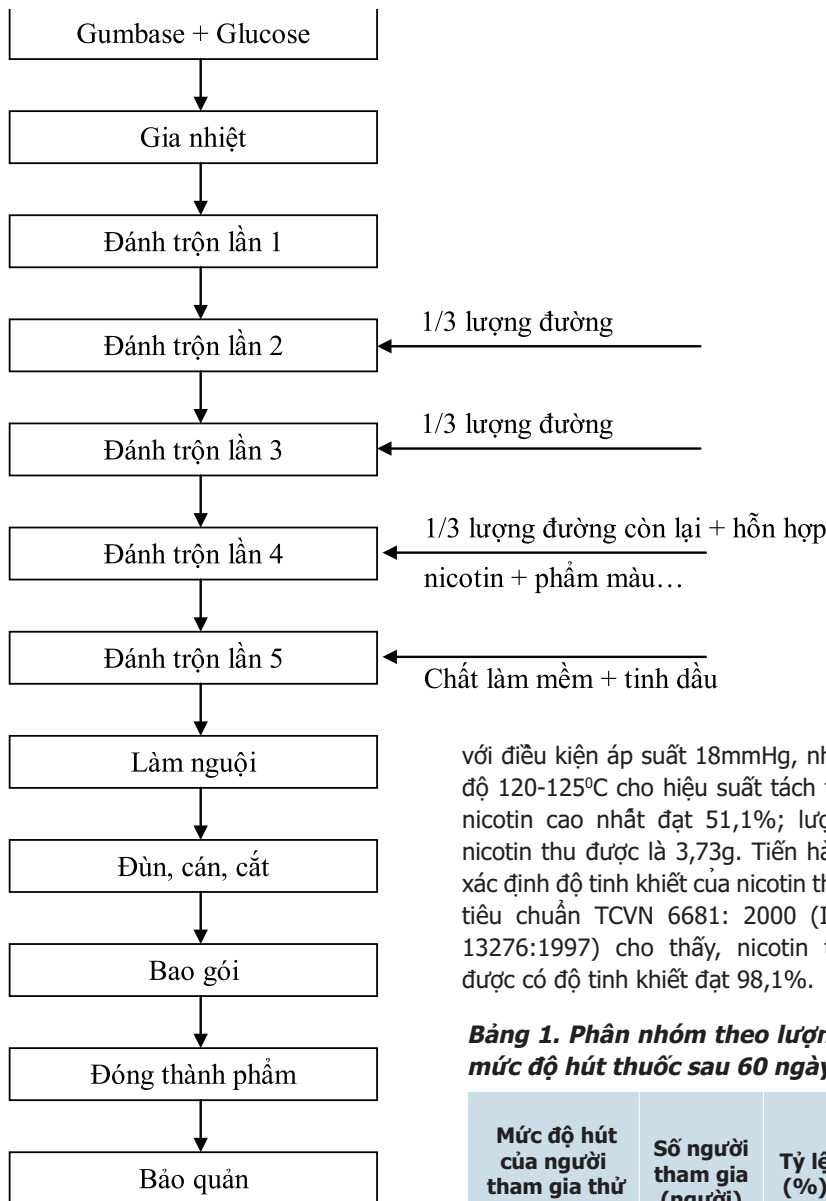 Gumbase + Glucose
Gia nhiệt
Đánh trộn lần 1
Đánh trộn lần 2
1/3 lượng đường
Đánh trộn lần 3
1/3 lượng đường
Đánh trộn lần 4
1/3 lượng đường còn lại + hỗn hợp
nicotin + phẩm màu…
Đánh trộn lần 5
Chất làm mềm + tinh dầu
Làm nguội
Đùn, cán, cắt
Bao gói
Đóng thành phẩm
Bảo quản
với điều kiện áp suất 18mmHg,
độ 120-125⁰C cho hiệu suất tách
nicotin cao nhất đạt 51,1%;
nicotin thu được là 3,73g. Tiến
xác định độ tinh khiết của nicotin
tiêu chuẩn TCVN 6681: 2000
13276:1997) cho thấy, nicotin
được có độ tinh khiết đạt 98,1%.
Bảng 1. Phân nhóm theo
mức độ hút thuốc sau 60 ngày
Mức độ hút
của người
tham gia thử
Số người
tham gia
(người)
Tỷ lệ
(%)